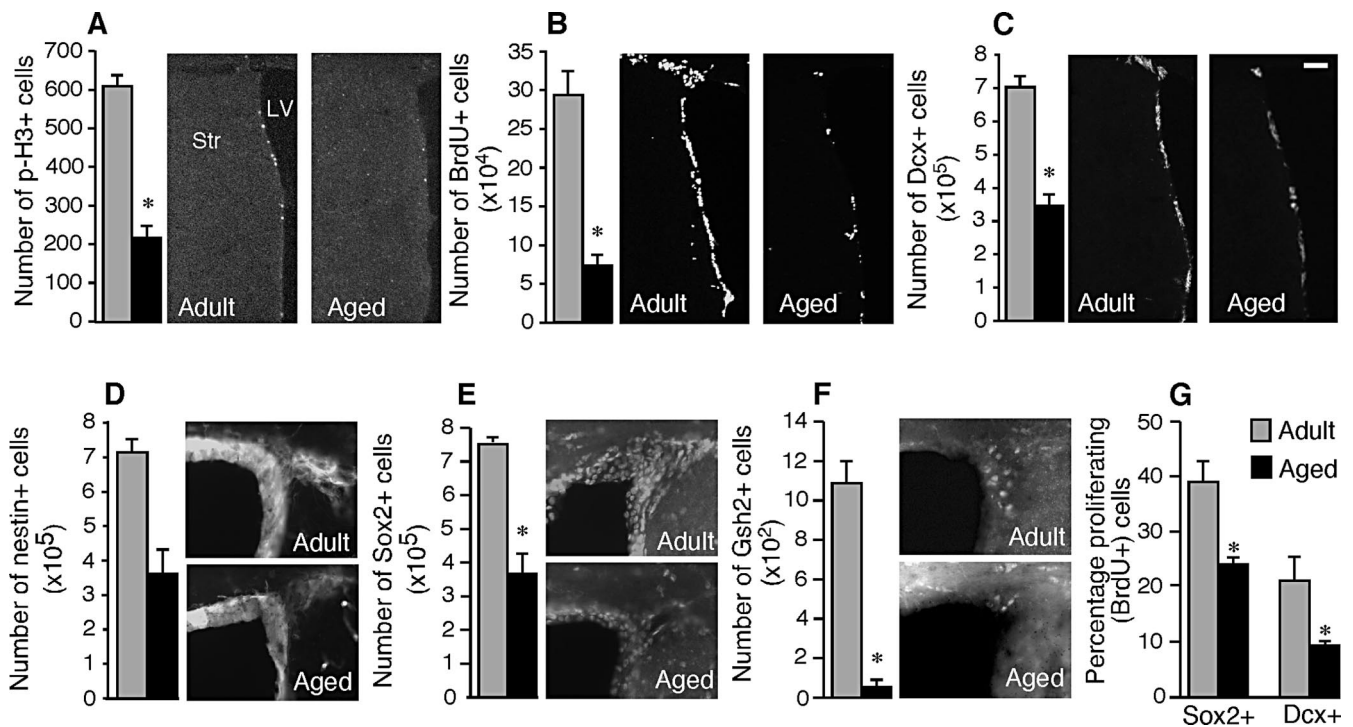 A
Number of p-H3+ cells
700
600
500
400
300
200
100
0
*
Str
LV
Adult
Aged
B
Number of BrdU+ cells
(x10⁴)
35
30
25
20
15
10
5
0
*
Adult
Aged
C
Number of Dcx+ cells
(x10⁵)
8
7
6
5
4
3
2
1
0
*
Adult
Aged
D
Number of nestin+ cells
(x10⁵)
8
7
6
5
4
3
2
1
0
Adult
Aged
E
Number of Sox2+ cells
(x10⁵)
8
7
6
5
4
3
2
1
0
*
Adult
Aged
F
Number of Gsh2+ cells
(x10²)
14
12
10
8
6
4
2
0
*
Adult
Aged
G
Percentage proliferating
(BrdU+) cells
50
40
30
20
10
0
Adult
Aged
*
*
Sox2+ Dcx+